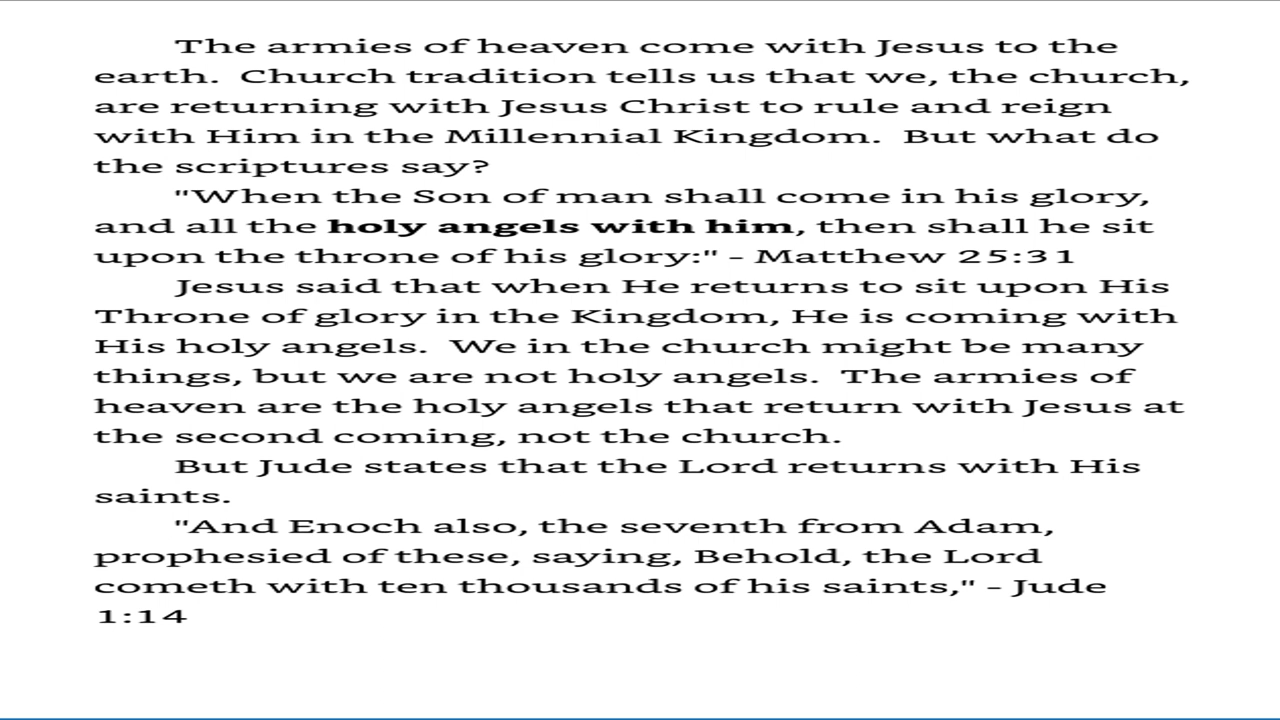 The armies of heaven come with Jesus to the
earth.  Church tradition tells us that we, the church,
are returning with Jesus Christ to rule and reign
with Him in the Millennial Kingdom.  But what do
the scriptures say?
"When the Son of man shall come in his glory,
and all the holy angels with him, then shall he sit
upon the throne of his glory:" - Matthew 25:31
Jesus said that when He returns to sit upon His
Throne of glory in the Kingdom, He is coming with
His holy angels.  We in the church might be many
things, but we are not holy angels.  The armies of
heaven are the holy angels that return with Jesus at
the second coming, not the church.
But Jude states that the Lord returns with His
saints.
"And Enoch also, the seventh from Adam,
prophesied of these, saying, Behold, the Lord
cometh with ten thousands of his saints," - Jude
1:14